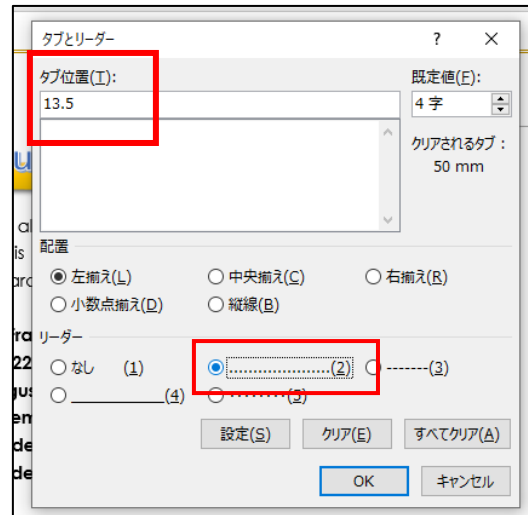 タブとリーダー ? ×
タブ位置(T): 既定値(F):
13.5 4 字
クリアされるタブ:
50 mm
配置
左揃え(L) 中央揃え(C) 右揃え(R)
小数点揃え(D) 縦線(B)
リーダー
なし (1) .....................(2) -------(3)
____________(4) ·········(5)
設定(S) クリア(E) すべてクリア(A)
OK キャンセル